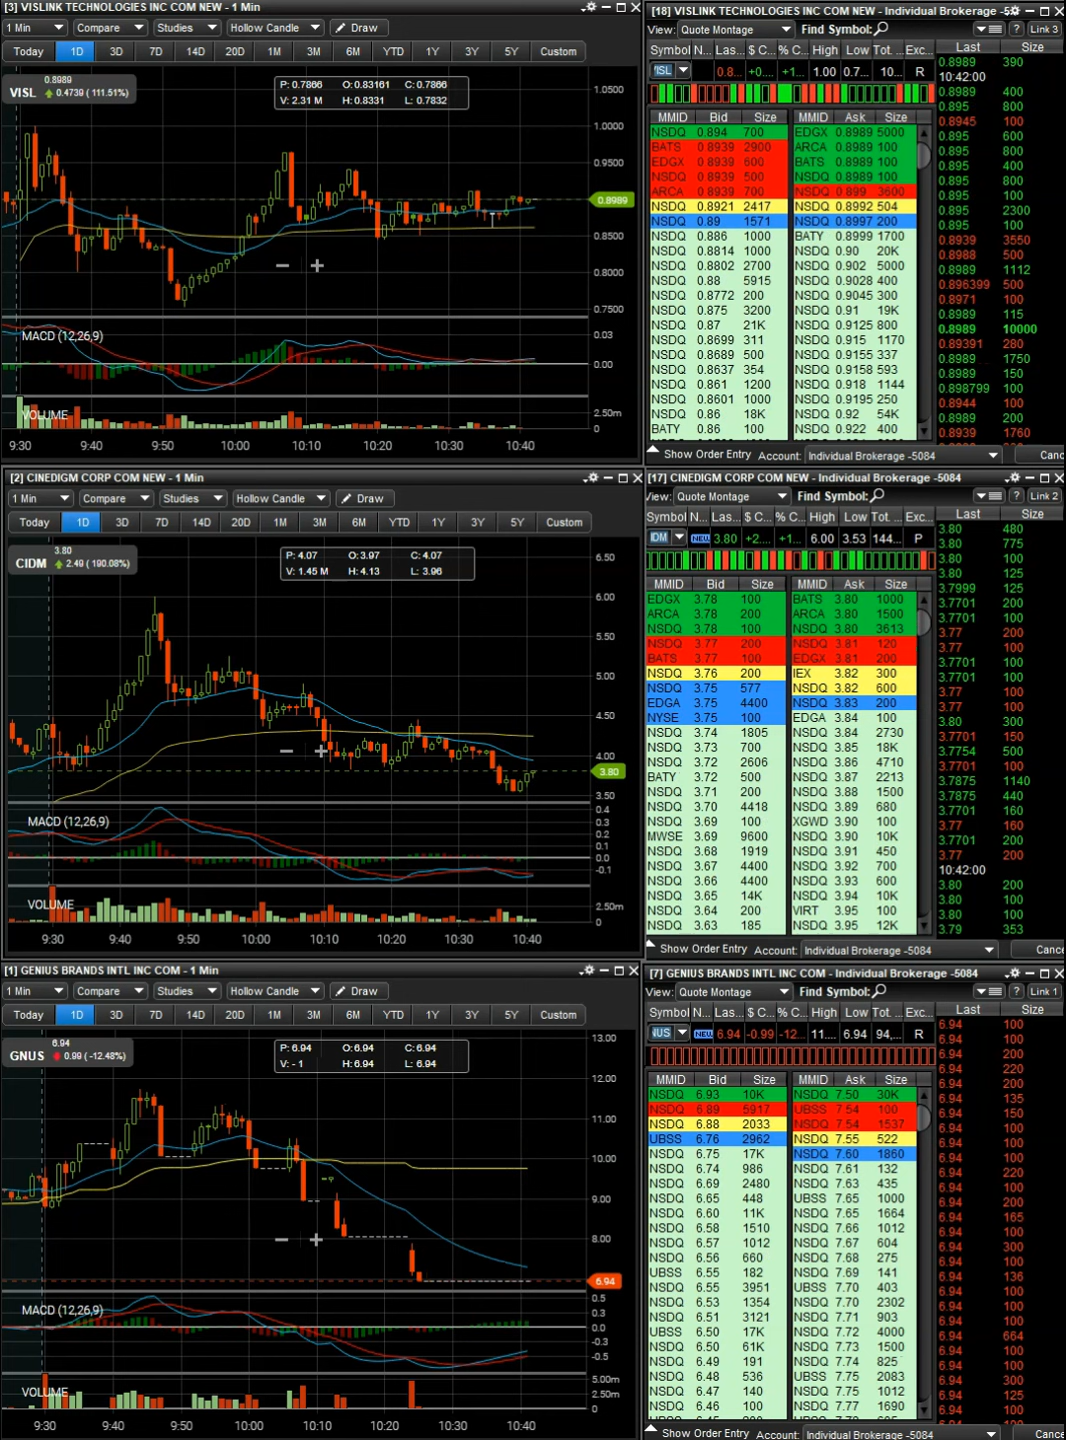 [3] VISLINK TECHNOLOGIES INC COM NEW - 1 Min
1 Min Compare Studies Hollow Candle Draw
Today 1D 3D 7D 14D 20D 1M 3M 6M YTD 1Y 3Y 5Y Custom
VISL 0.8989
0.4739 ( 111.51%)
P: 0.7866 O: 0.83161 C: 0.7866
V: 2.31 M H: 0.8331 L: 0.7832
1.0500
1.0000
0.9500
0.8989
0.8500
0.8000
0.7500
MACD (12,26,9)
0.03
0.00
VOLUME
2.50m
0
9:30 9:40 9:50 10:00 10:10 10:20 10:30 10:40
[18] VISLINK TECHNOLOGIES INC COM NEW - Individual Brokerage -5
View: Quote Montage Find Symbol: ? Link 3
Symbol N... Las... $ C... % C... High Low Tot. ... Exc...
VISL 0.8... +0.... +1... 1.00 0.7... 10... R
MMID Bid Size MMID Ask Size
NSDQ 0.894 700 EDGX 0.8989 5000
BATS 0.8939 2900 ARCA 0.8989 100
EDGX 0.8939 600 BATS 0.8989 100
NSDQ 0.8939 500 NSDQ 0.8989 100
ARCA 0.8939 700 NSDQ 0.899 3600
NSDQ 0.8921 2417 NSDQ 0.8992 504
NSDQ 0.89 1571 NSDQ 0.8997 200
NSDQ 0.886 1000 BATY 0.8999 1700
NSDQ 0.8814 1000 NSDQ 0.90 20K
NSDQ 0.8802 2700 NSDQ 0.902 5000
NSDQ 0.88 5915 NSDQ 0.9028 400
NSDQ 0.8772 200 NSDQ 0.9045 300
NSDQ 0.875 3200 NSDQ 0.91 19K
NSDQ 0.87 21K NSDQ 0.9125 800
NSDQ 0.8699 311 NSDQ 0.915 1170
NSDQ 0.8689 500 NSDQ 0.9155 337
NSDQ 0.8637 354 NSDQ 0.9158 593
NSDQ 0.861 1200 NSDQ 0.918 1144
NSDQ 0.8601 1000 NSDQ 0.9195 250
NSDQ 0.86 18K NSDQ 0.92 54K
BATY 0.86 100 NSDQ 0.922 400
Last Size
0.8989 390
10:42:00
0.8989 400
0.895 800
0.8945 100
0.895 600
0.895 800
0.895 400
0.895 800
0.895 100
0.895 2300
0.895 100
0.8939 3550
0.8988 500
0.8989 1112
0.896399 500
0.8971 100
0.8989 115
0.8989 10000
0.89391 280
0.8989 1750
0.8989 150
0.898799 100
0.8944 100
0.8989 200
0.8939 1760
Show Order Entry Account: Individual Brokerage -5084 Canc
[2] CINEDIGM CORP COM NEW - 1 Min
1 Min Compare Studies Hollow Candle Draw
Today 1D 3D 7D 14D 20D 1M 3M 6M YTD 1Y 3Y 5Y Custom
CIDM 3.80
2.49 ( 190.08%)
P: 4.07 O: 3.97 C: 4.07
V: 1.45 M H: 4.13 L: 3.96
6.50
6.00
5.50
5.00
4.50
4.00
3.80
3.50
MACD (12,26,9)
0.4
0.3
0.2
0.1
0.0
-0.1
VOLUME
2.50m
0
9:30 9:40 9:50 10:00 10:10 10:20 10:30 10:40
[17] CINEDIGM CORP COM NEW - Individual Brokerage -5084
View: Quote Montage Find Symbol: ? Link 2
Symbol N... Las... $ C... % C... High Low Tot. ... Exc...
IDM NEW 3.80 +2.... +1... 6.00 3.53 144... P
MMID Bid Size MMID Ask Size
EDGX 3.78 100 BATS 3.80 1000
ARCA 3.78 200 ARCA 3.80 1500
NSDQ 3.78 100 NSDQ 3.80 3613
NSDQ 3.77 200 NSDQ 3.81 120
BATS 3.77 100 EDGX 3.81 200
NSDQ 3.76 200 IEX 3.82 300
NSDQ 3.75 577 NSDQ 3.82 600
EDGA 3.75 4400 NSDQ 3.83 200
NYSE 3.75 100 EDGA 3.84 100
NSDQ 3.74 1805 NSDQ 3.84 2730
NSDQ 3.73 700 NSDQ 3.85 18K
NSDQ 3.72 2606 NSDQ 3.86 4710
BATY 3.72 500 NSDQ 3.87 2213
NSDQ 3.71 200 NSDQ 3.88 1500
NSDQ 3.70 4418 NSDQ 3.89 680
NSDQ 3.69 100 XGWD 3.90 100
MWSE 3.69 9600 NSDQ 3.90 10K
NSDQ 3.68 1919 NSDQ 3.91 450
NSDQ 3.67 4400 NSDQ 3.92 700
NSDQ 3.66 4400 NSDQ 3.93 600
NSDQ 3.65 14K NSDQ 3.94 10K
NSDQ 3.64 200 VIRT 3.95 100
NSDQ 3.63 185 NSDQ 3.95 12K
Last Size
3.80 480
3.80 775
3.80 100
3.80 125
3.7999 125
3.7701 200
3.77 200
3.77 100
3.7701 100
3.7701 100
3.77 100
3.77 100
3.80 300
3.7701 150
3.7754 500
3.7701 100
3.7875 1140
3.7875 440
3.7701 160
3.77 160
3.7701 200
3.77 200
10:42:00
3.80 200
3.80 100
3.80 100
3.79 353
Show Order Entry Account: Individual Brokerage -5084 Cance
[1] GENIUS BRANDS INTL INC COM - 1 Min
1 Min Compare Studies Hollow Candle Draw
Today 1D 3D 7D 14D 20D 1M 3M 6M YTD 1Y 3Y 5Y Custom
GNUS 6.94
0.99 ( -12.48%)
P: 6.94 O: 6.94 C: 6.94
V: - 1 H: 6.94 L: 6.94
13.00
12.00
11.00
10.00
9.00
8.00
6.94
MACD (12,26,9)
0.5
0.3
0.0
-0.3
-0.5
VOLUME
5.00m
2.50m
0
9:30 9:40 9:50 10:00 10:10 10:20 10:30 10:40
[7] GENIUS BRANDS INTL INC COM - Individual Brokerage -5084
View: Quote Montage Find Symbol: ? Link 1
Symbol N... Las... $ C... % C... High Low Tot. ... Exc...
NUS NEW 6.94 -0.99 -12... 11.... 6.94 94,... R
MMID Bid Size MMID Ask Size
NSDQ 6.93 10K NSDQ 7.50 30K
NSDQ 6.89 5917 UBSS 7.54 100
NSDQ 6.88 2033 NSDQ 7.54 1537
UBSS 6.76 2962 NSDQ 7.55 522
NSDQ 6.75 17K NSDQ 7.60 1860
NSDQ 6.74 986 NSDQ 7.61 132
NSDQ 6.69 2480 NSDQ 7.63 435
NSDQ 6.65 448 UBSS 7.65 1000
NSDQ 6.60 11K NSDQ 7.65 1664
NSDQ 6.58 1510 NSDQ 7.66 1012
NSDQ 6.57 1012 NSDQ 7.67 604
NSDQ 6.56 660 NSDQ 7.68 275
UBSS 6.55 182 NSDQ 7.69 141
NSDQ 6.55 3951 UBSS 7.70 403
NSDQ 6.53 1354 NSDQ 7.70 2302
NSDQ 6.51 3121 NSDQ 7.71 903
UBSS 6.50 17K NSDQ 7.72 4000
NSDQ 6.50 61K NSDQ 7.73 1500
NSDQ 6.49 191 NSDQ 7.74 825
NSDQ 6.48 536 UBSS 7.75 2083
NSDQ 6.47 140 NSDQ 7.75 1012
NSDQ 6.46 100 NSDQ 7.77 1690
Last Size
6.94 100
6.94 100
6.94 200
6.94 220
6.94 200
6.94 135
6.94 150
6.94 100
6.94 100
6.94 100
6.94 220
6.94 100
6.94 200
6.94 165
6.94 100
6.94 300
6.94 100
6.94 136
6.94 100
6.94 300
6.94 100
6.94 664
6.94 100
6.94 100
6.94 300
6.94 125
6.94 100
Show Order Entry Account: Individual Brokerage -5084 Cance